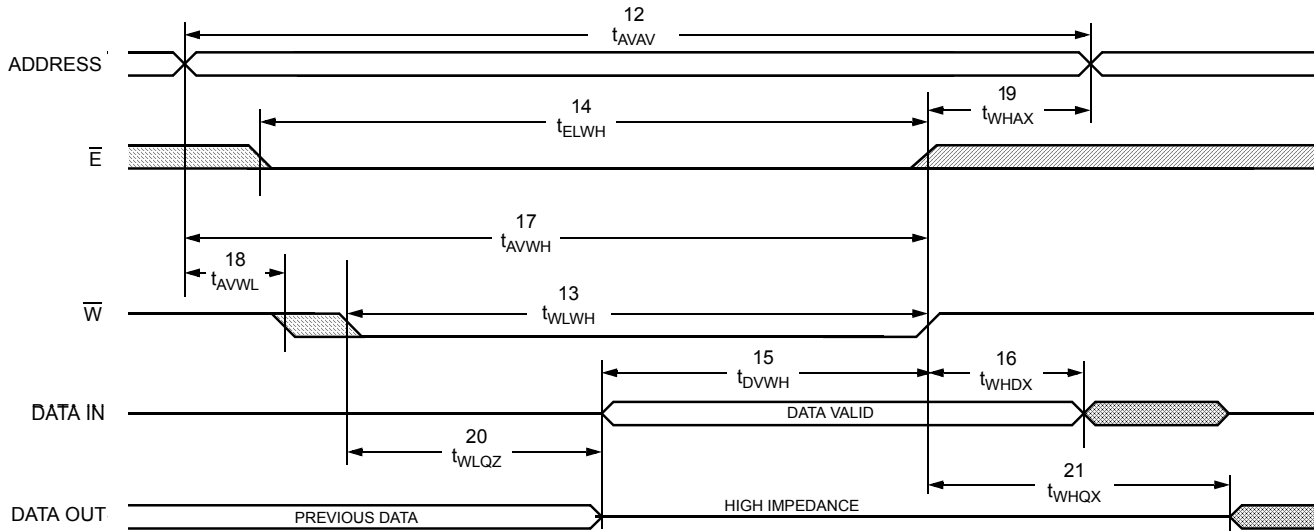 12
tAVAV
ADDRESS
14
tELWH
19
tWHAX
E
17
tAVWH
18
tAVWL
W
13
tWLWH
15
tDVWH
16
tWHDX
DATA IN
DATA VALID
20
tWLQZ
21
tWHQX
DATA OUT
PREVIOUS DATA
HIGH IMPEDANCE